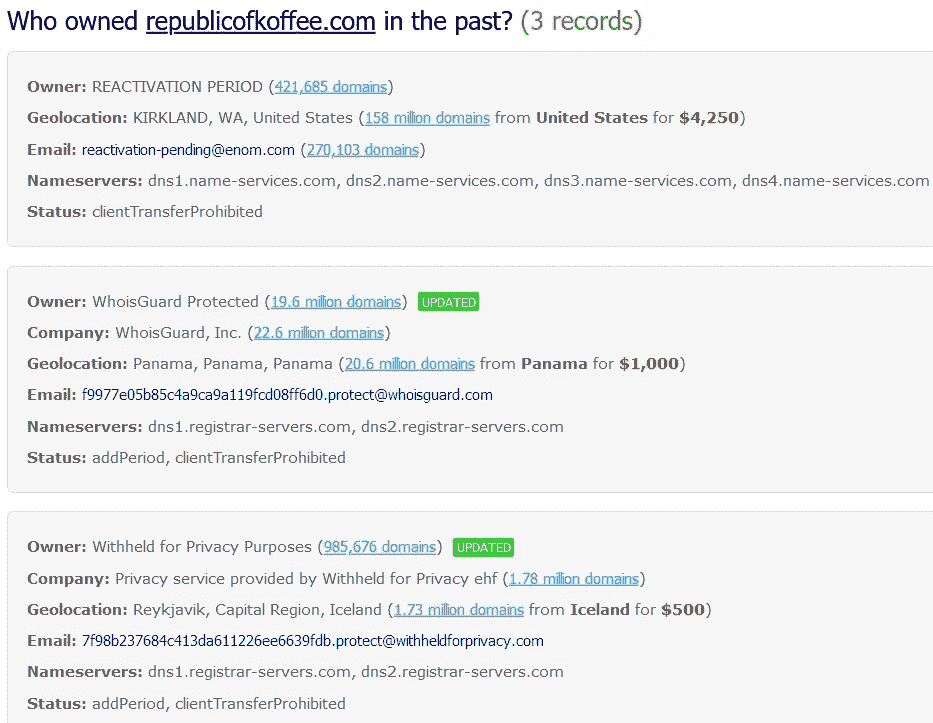 Who owned republicofkoffee.com in the past? (3 records)
Owner: REACTIVATION PERIOD (421,685 domains)
Geolocation: KIRKLAND, WA, United States (158 million domains from United States for $4,250)
Email: reactivation-pending@enom.com (270,103 domains)
Nameservers: dns1.name-services.com, dns2.name-services.com, dns3.name-services.com, dns4.name-services.com
Status: clientTransferProhibited
Owner: WhoisGuard Protected (19.6 million domains) UPDATED
Company: WhoisGuard, Inc. (22.6 million domains)
Geolocation: Panama, Panama, Panama (20.6 million domains from Panama for $1,000)
Email: f9977e05b85c4a9ca9a119fcd08ff6d0.protect@whoisguard.com
Nameservers: dns1.registrar-servers.com, dns2.registrar-servers.com
Status: addPeriod, clientTransferProhibited
Owner: Withheld for Privacy Purposes (985,676 domains) UPDATED
Company: Privacy service provided by Withheld for Privacy ehf (1.78 million domains)
Geolocation: Reykjavik, Capital Region, Iceland (1.73 million domains from Iceland for $500)
Email: 7f98b237684c413da611226ee6639fdb.protect@withheldforprivacy.com
Nameservers: dns1.registrar-servers.com, dns2.registrar-servers.com
Status: addPeriod, clientTransferProhibited